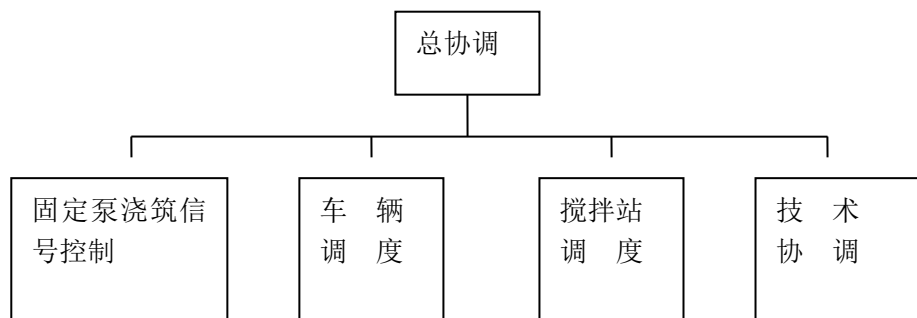 总协调
固定泵浇筑信
号控制
车 辆
调 度
搅拌站
调 度
技 术
协 调